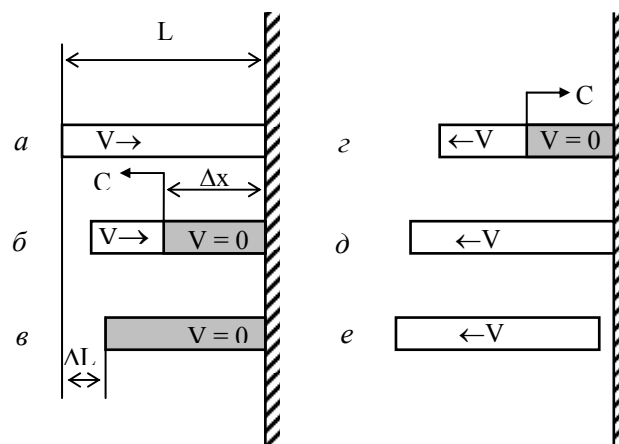 L
а V→
C Δx
б V→ V = 0
в V = 0
ΔL
C
г ←V V = 0
д ←V
е ←V